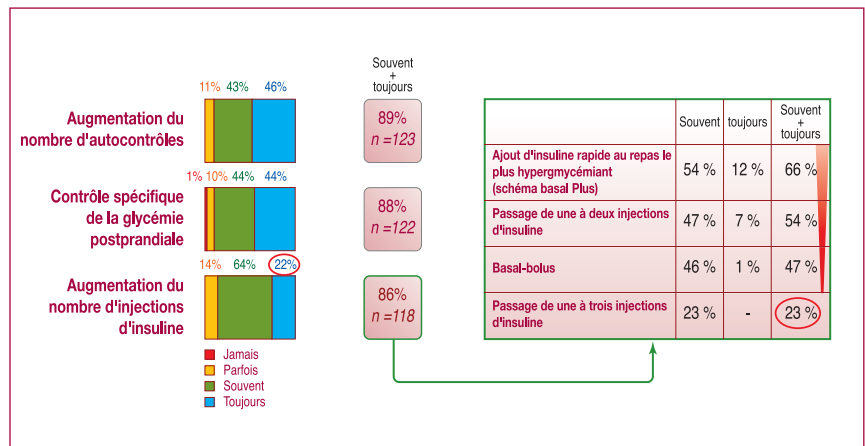 Souvent
+
toujours
11% 43% 46%
Augmentation du
nombre d'autocontrôles
89%
n =123
1% 10% 44% 44%
Contrôle spécifique
de la glycémie
postprandiale
88%
n =122
14% 64% 22%
Augmentation du
nombre d'injections
d'insuline
86%
n =118
Jamais
Parfois
Souvent
Toujours
Souvent toujours Souvent
+
toujours
Ajout d'insuline rapide au repas le
plus hypergmycémiant
(schéma basal Plus)
54 % 12 % 66 %
Passage de une à deux injections
d'insuline
47 % 7 % 54 %
Basal-bolus 46 % 1 % 47 %
Passage de une à trois injections
d'insuline
23 % - 23 %